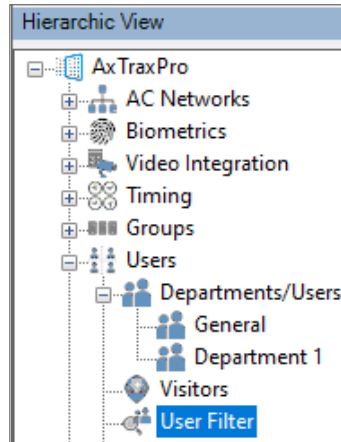 Hierarchic View
AxTraxPro
AC Networks
Biometrics
Video Integration
Timing
Groups
Users
Departments/Users
General
Department 1
Visitors
User Filter